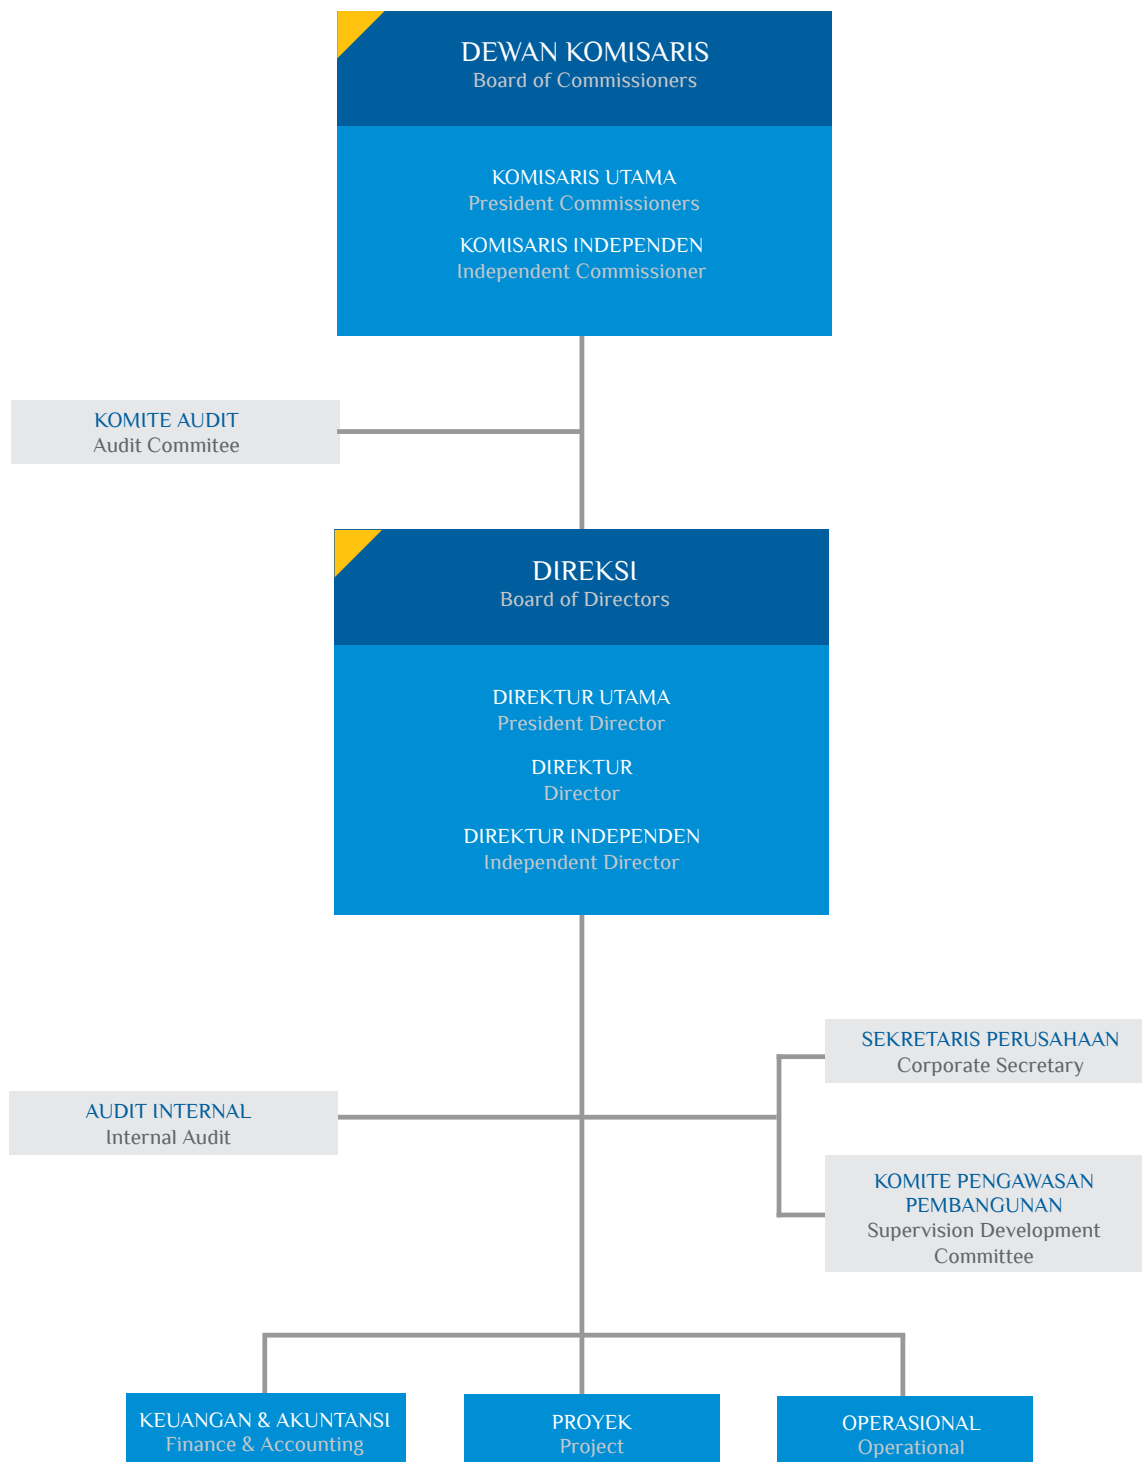 DEWAN KOMISARIS
Board of Commissioners
KOMISARIS UTAMA
President Commissioners
KOMISARIS INDEPENDEN
Independent Commissioner
KOMITE AUDIT
Audit Commitee
DIREKSI
Board of Directors
DIREKTUR UTAMA
President Director
DIREKTUR
Director
DIREKTUR INDEPENDEN
Independent Director
SEKRETARIS PERUSAHAAN
Corporate Secretary
AUDIT INTERNAL
Internal Audit
KOMITE PENGAWASAN
PEMBANGUNAN
Supervision Development
Committee
KEUANGAN & AKUNTANSI
Finance & Accounting
PROYEK
Project
OPERASIONAL
Operational